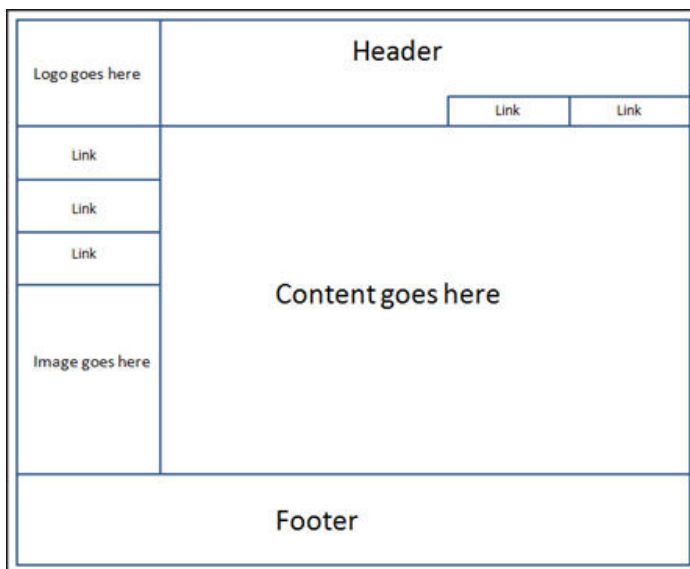 Logo goes here
Header
Link
Link
Link
Link
Link
Content goes here
Image goes here
Footer